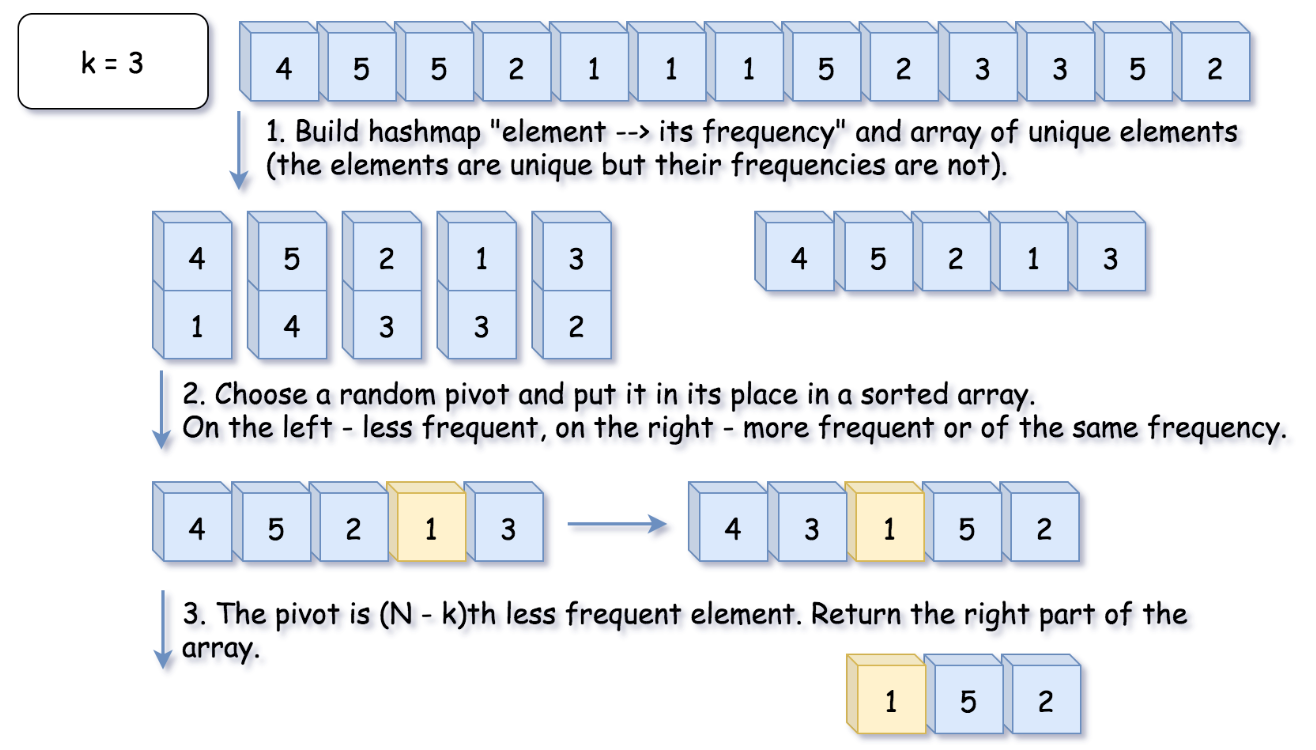 k = 3
4 5 5 2 1 1 1 5 2 3 3 5 2
1. Build hashmap "element --> its frequency" and array of unique elements
(the elements are unique but their frequencies are not).
4 5 2 1 3
1 4 3 3 2
4 5 2 1 3
2. Choose a random pivot and put it in its place in a sorted array.
On the left - less frequent, on the right - more frequent or of the same frequency.
4 5 2 1 3
4 3 1 5 2
3. The pivot is (N - k)th less frequent element. Return the right part of the
array.
1 5 2